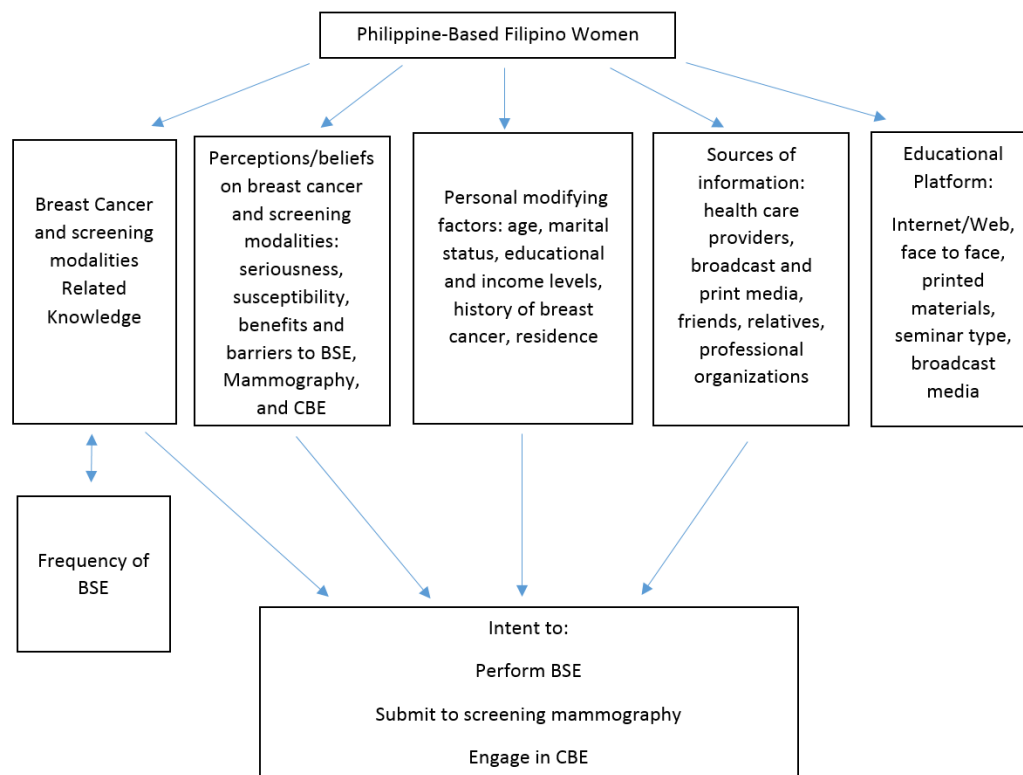 Philippine-Based Filipino Women
Breast Cancer
and screening
modalities
Related
Knowledge
Perceptions/beliefs
on breast cancer
and screening
modalities:
seriousness,
susceptibility,
benefits and
barriers to BSE,
Mammography,
and CBE
Personal modifying
factors: age, marital
status, educational
and income levels,
history of breast
cancer, residence
Sources of
information:
health care
providers,
broadcast and
print media,
friends, relatives,
professional
organizations
Educational
Platform:
Internet/Web,
face to face,
printed
materials,
seminar type,
broadcast
media
Frequency of
BSE
Intent to:
Perform BSE
Submit to screening mammography
Engage in CBE